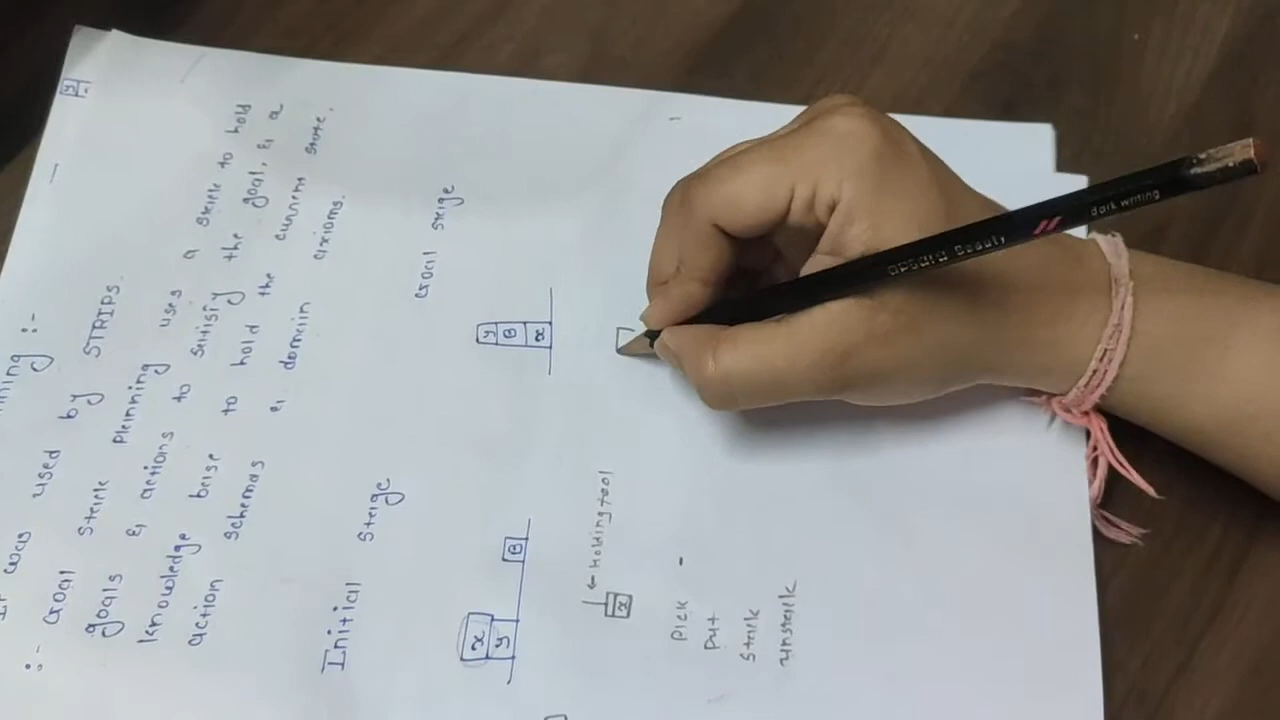 nning :-
It was used by STRIPS.
:- Goal stack planning uses a stack to hold
goals & actions to satisfy the goal, & a
knowledge base to hold the current state,
action schemas & domain axioms.
Initial stage
Goal stage
x
y
B
y
B
x
x
← Holding tool
Pick -
Put
Stack
unstack
apsara Beauty
dark writing
y